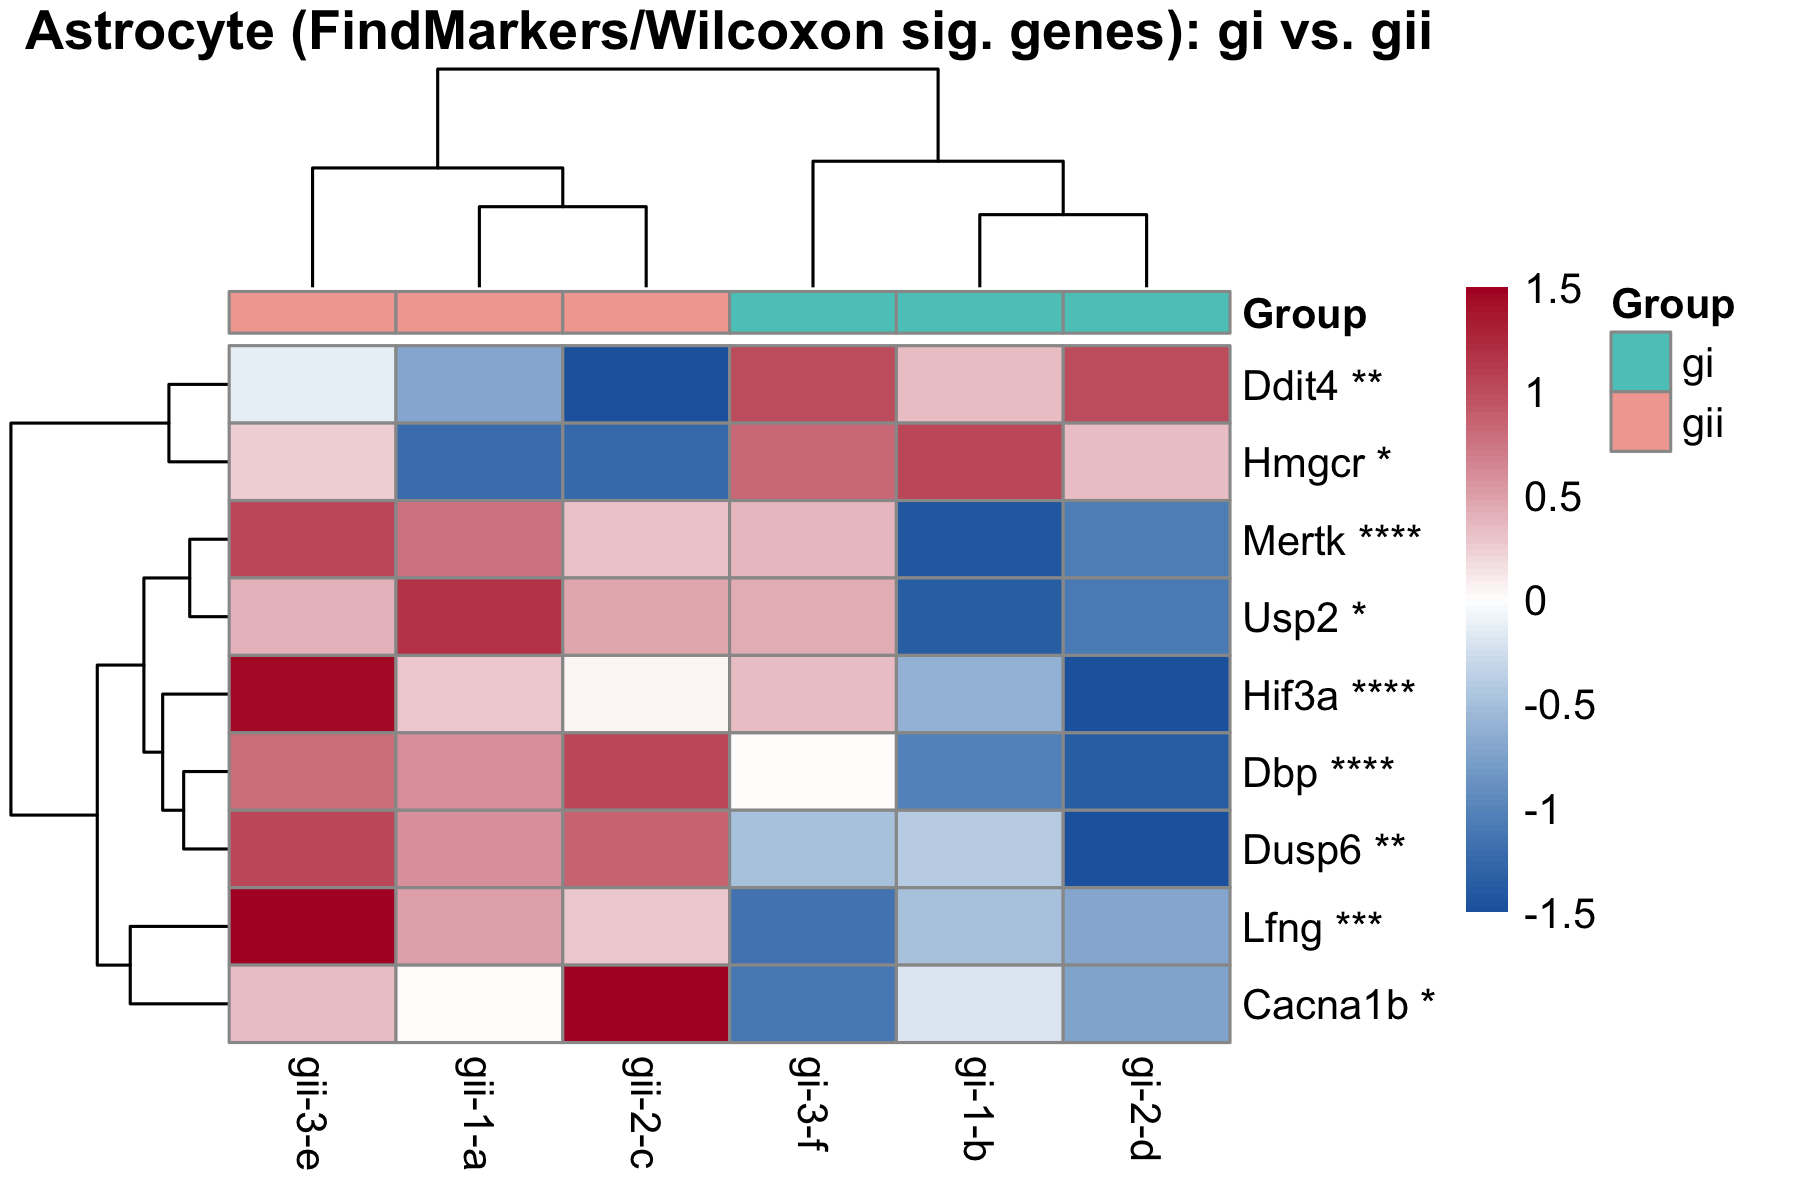 Astrocyte (FindMarkers/Wilcoxon sig. genes): gi vs. gii
Group
Ddit4 **
Hmgcr *
Mertk ****
Usp2 *
Hif3a ****
Dbp ****
Dusp6 **
Lfng ***
Cacna1b *
gii-3-e
gii-1-a
gii-2-c
gi-3-f
gi-1-b
gi-2-d
1.5
1
0.5
0
-0.5
-1
-1.5
Group
gi
gii